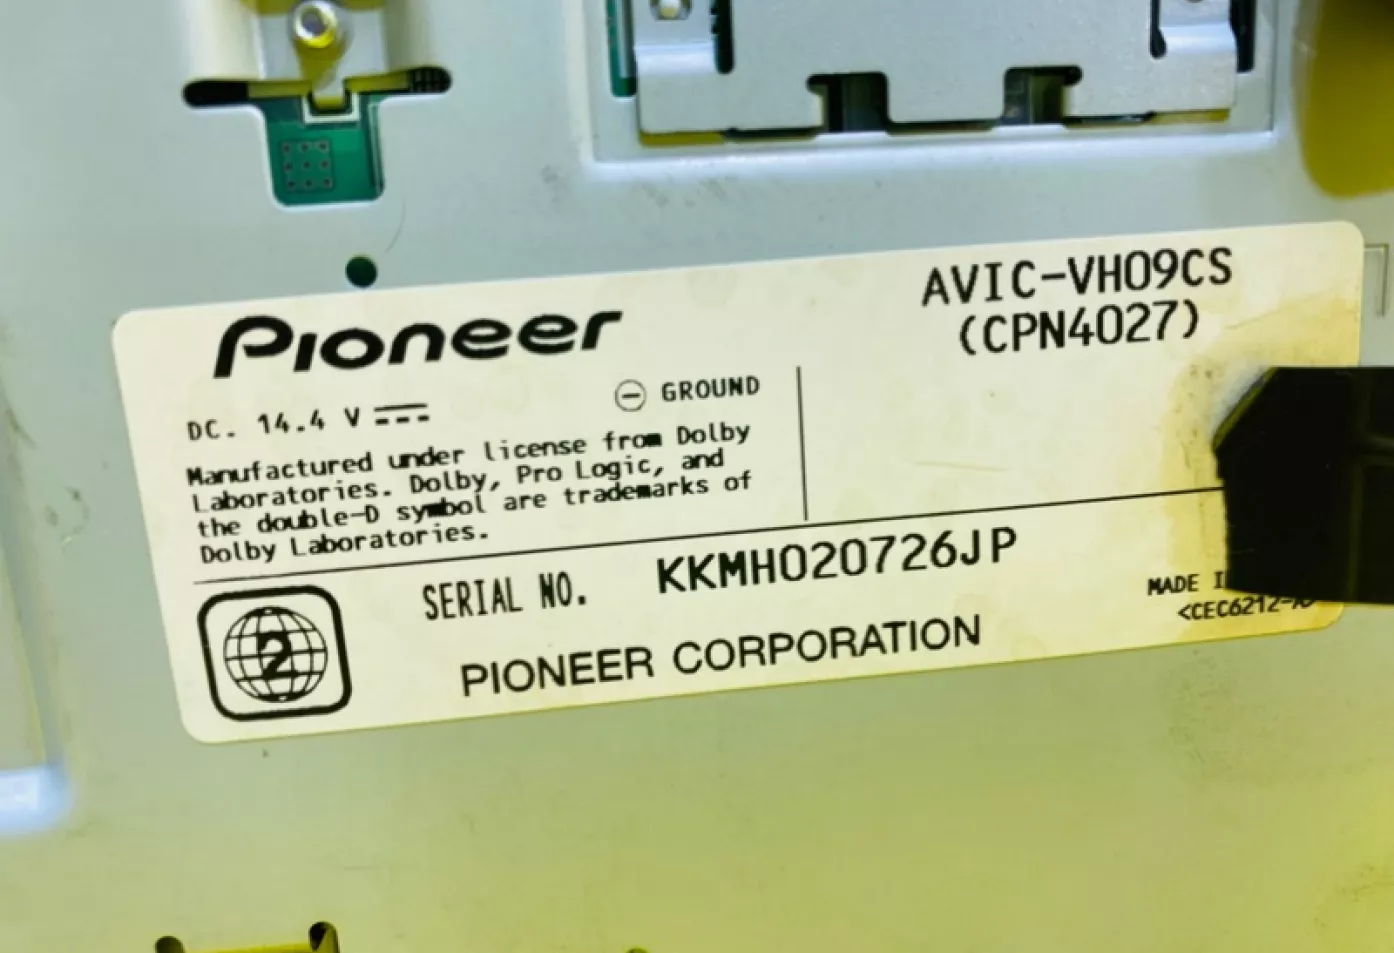 Pioneer
AVIC-VH09CS
(CPN4027)
DC. 14.4 V
GROUND
Manufactured under license from Dolby
Laboratories. Dolby, Pro Logic, and
the double-D symbol are trademarks of
Dolby Laboratories.
2
SERIAL NO. KKMH020726JP
PIONEER CORPORATION
MADE